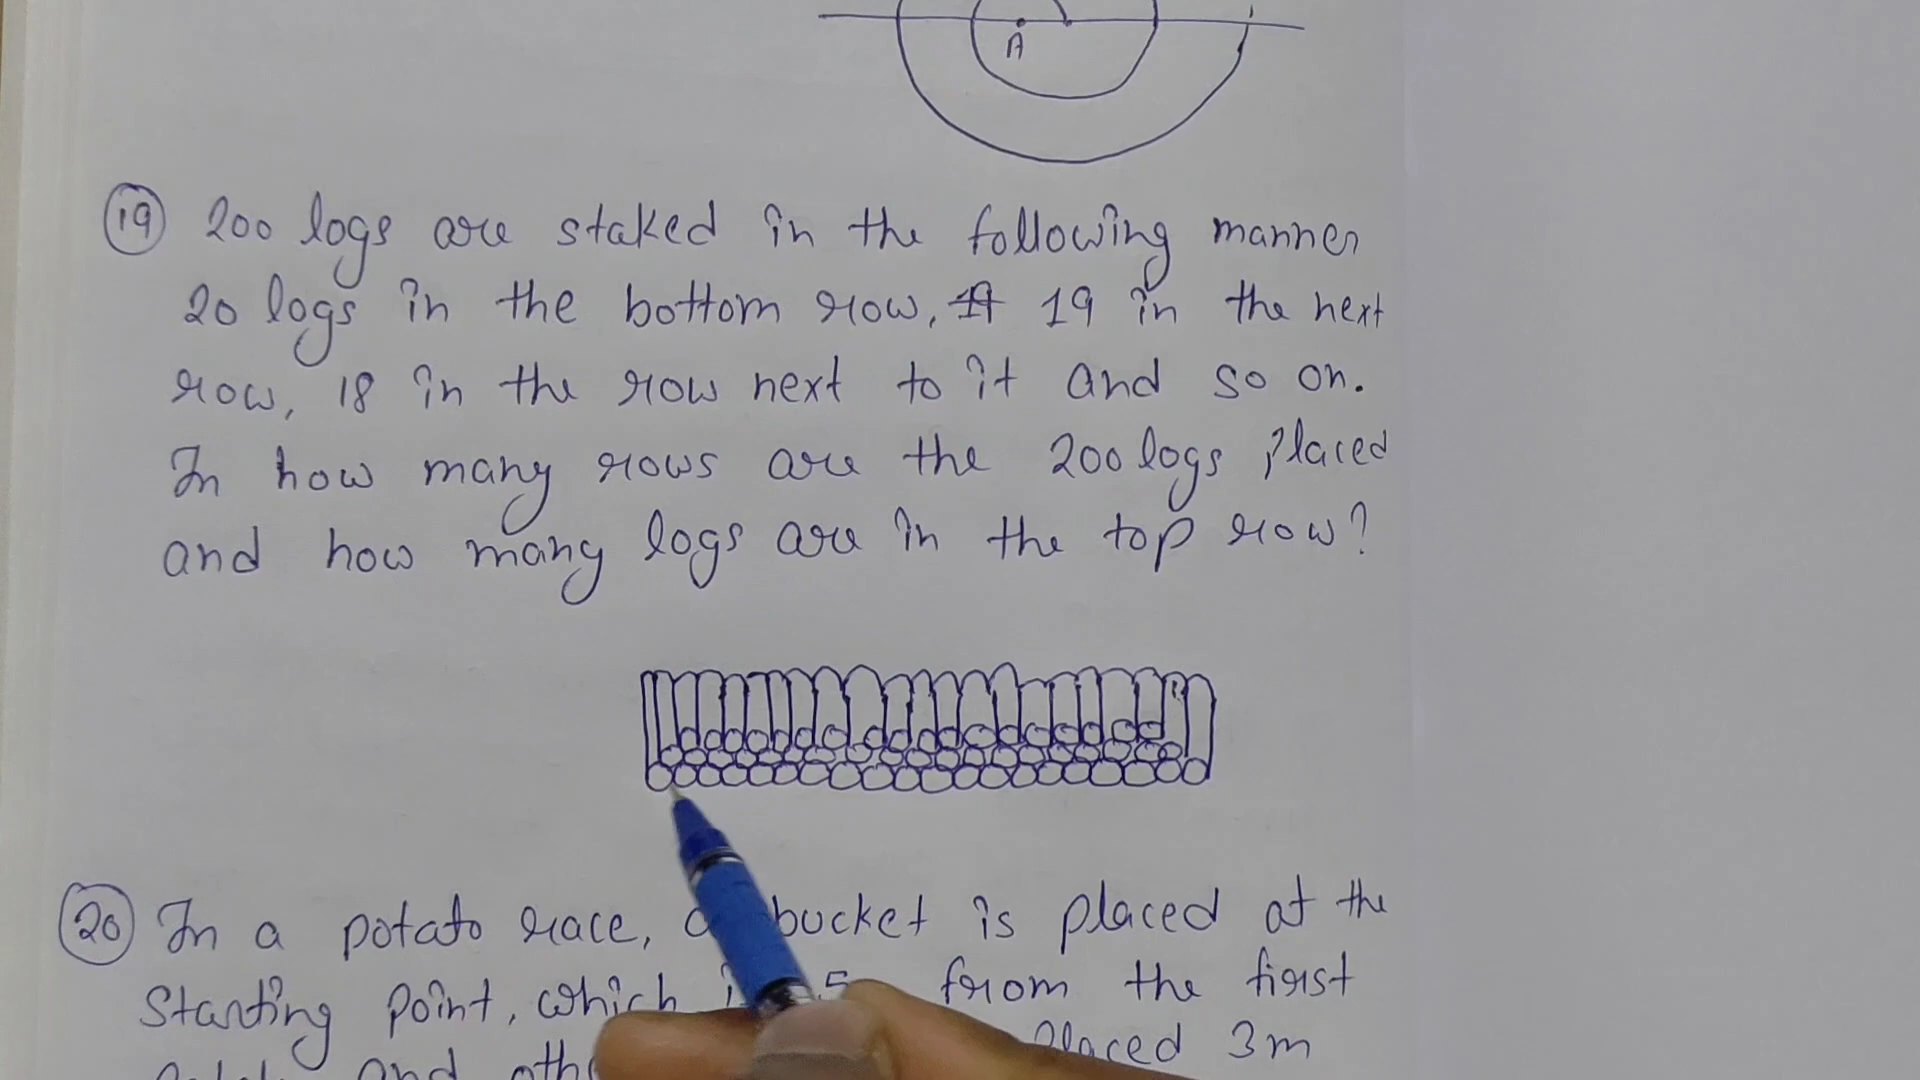 A
19 200 logs are staked in the following manner
20 logs in the bottom row, 19 in the next
row, 18 in the row next to it and so on.
In how many rows are the 200 logs placed
and how many logs are in the top row?
20 In a potato race, a bucket is placed at the
Starting point, which 5 from the first
and placed 3m